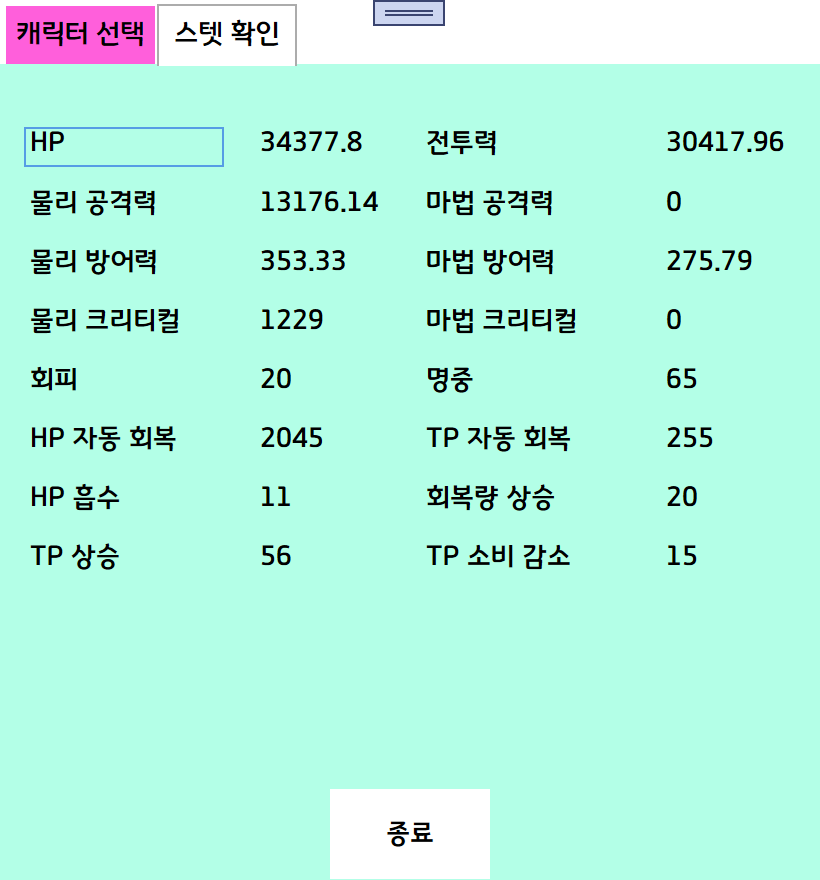 캐릭터 선택 스텟 확인
HP 34377.8 전투력 30417.96
물리 공격력 13176.14 마법 공격력 0
물리 방어력 353.33 마법 방어력 275.79
물리 크리티컬 1229 마법 크리티컬 0
회피 20 명중 65
HP 자동 회복 2045 TP 자동 회복 255
HP 흡수 11 회복량 상승 20
TP 상승 56 TP 소비 감소 15
종료